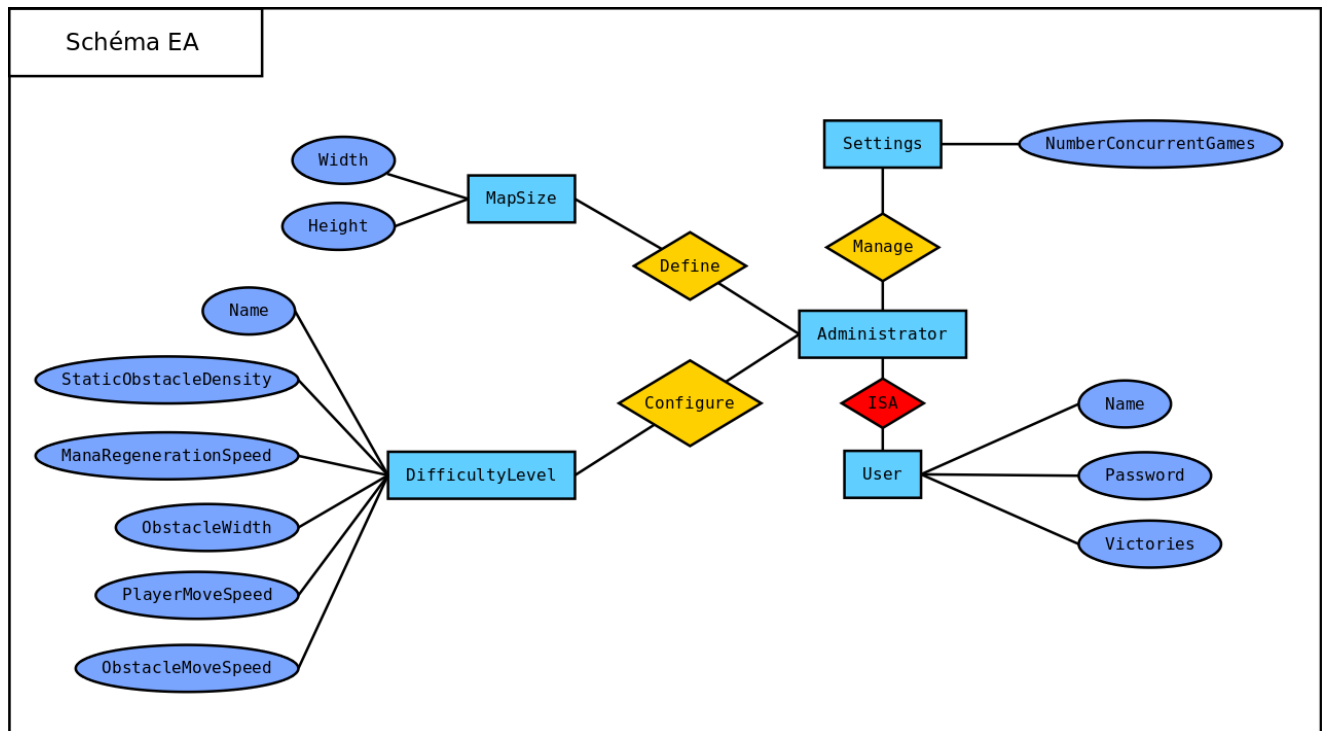 Schéma EA
Width
Height
MapSize
Define
Settings
NumberConcurrentGames
Manage
Administrator
Name
StaticObstacleDensity
ManaRegenerationSpeed
ObstacleWidth
PlayerMoveSpeed
ObstacleMoveSpeed
DifficultyLevel
Configure
ISA
User
Name
Password
Victories